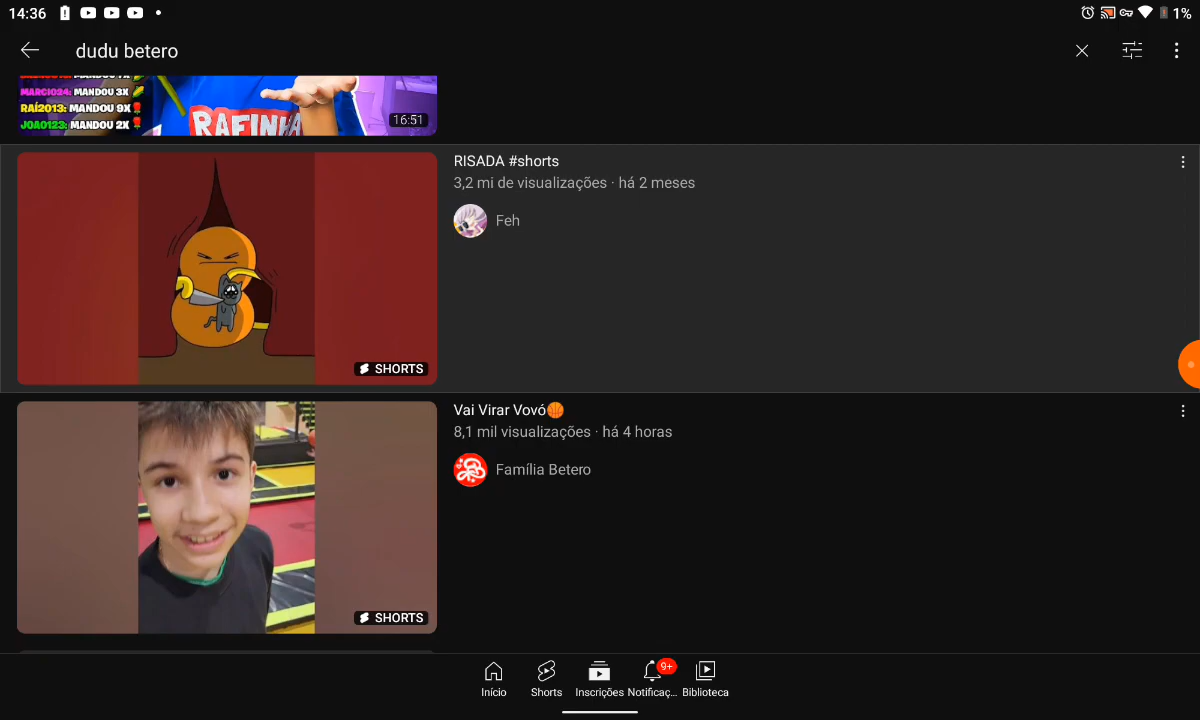 14:36
1%
dudu betero
MARCIO24: MANDOU 3X
RAÍ2013: MANDOU 9X
JOAO123: MANDOU 2X
RAFINHA
16:51
RISADA #shorts
3,2 mi de visualizações · há 2 meses
Feh
SHORTS
Vai Virar Vovó🏀
8,1 mil visualizações · há 4 horas
Família Betero
SHORTS
9+
Início
Shorts
Inscrições
Notificaç...
Biblioteca